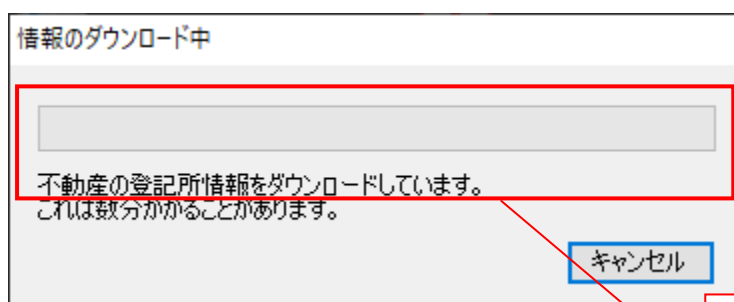 情報のダウンロード中
不動産の登記所情報をダウンロードしています。
これは数分かかることがあります。
キャンセル